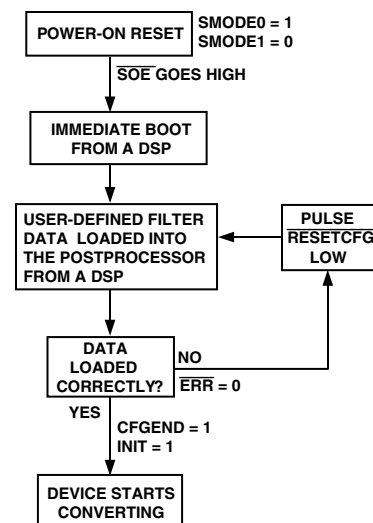 POWER-ON RESET
SMODE0 = 1
SMODE1 = 0
SOE GOES HIGH
IMMEDIATE BOOT
FROM A DSP
USER-DEFINED FILTER
DATA LOADED INTO
THE POSTPROCESSOR
FROM A DSP
PULSE
RESETCFG
LOW
DATA
LOADED
CORRECTLY?
NO
ERR = 0
YES
CFGEND = 1
INIT = 1
DEVICE STARTS
CONVERTING